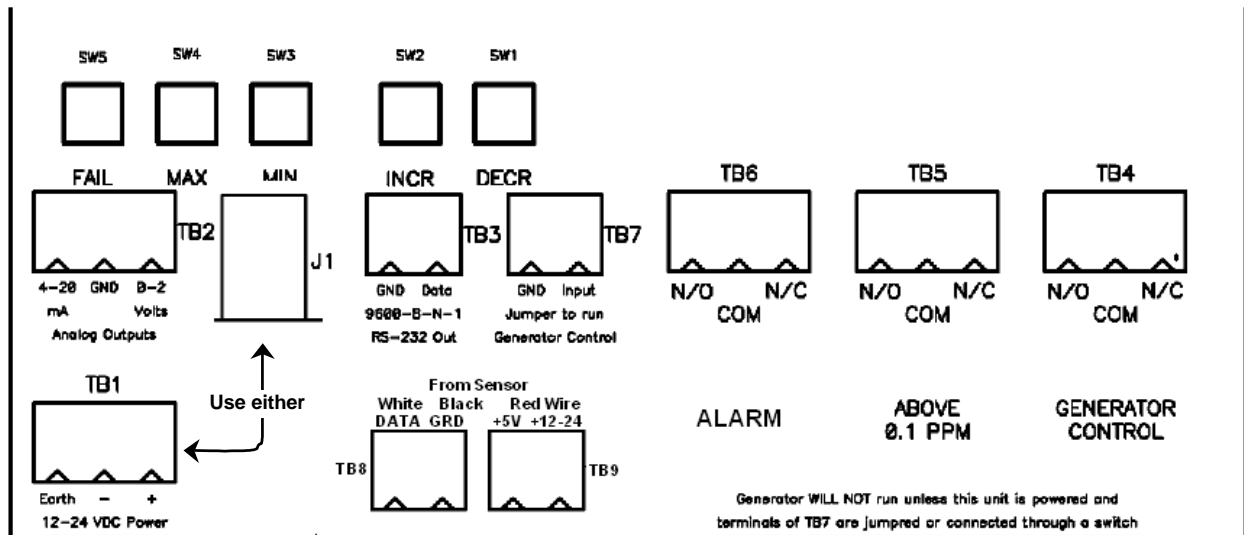 SW5 SW4 SW3 SW2 SW1
FAIL MAX MIN INCR DECR TB6 TB5 TB4
TB2 J1 TB3 TB7
4-20 GND 0-2 GND Data GND Input N/O N/C N/O N/C N/O N/C
mA Volts 9600-8-N-1 Jumper to run COM COM COM
Analog Outputs RS-232 Out Generator Control
TB1 From Sensor
Use either White Black Red Wire
DATA GRD +5V +12-24
ALARM ABOVE GENERATOR
0.1 PPM CONTROL
TB8 TB9
Earth - + Generator WILL NOT run unless this unit is powered and
12-24 VDC Power terminals of TB7 are jumpred or connected through a switch